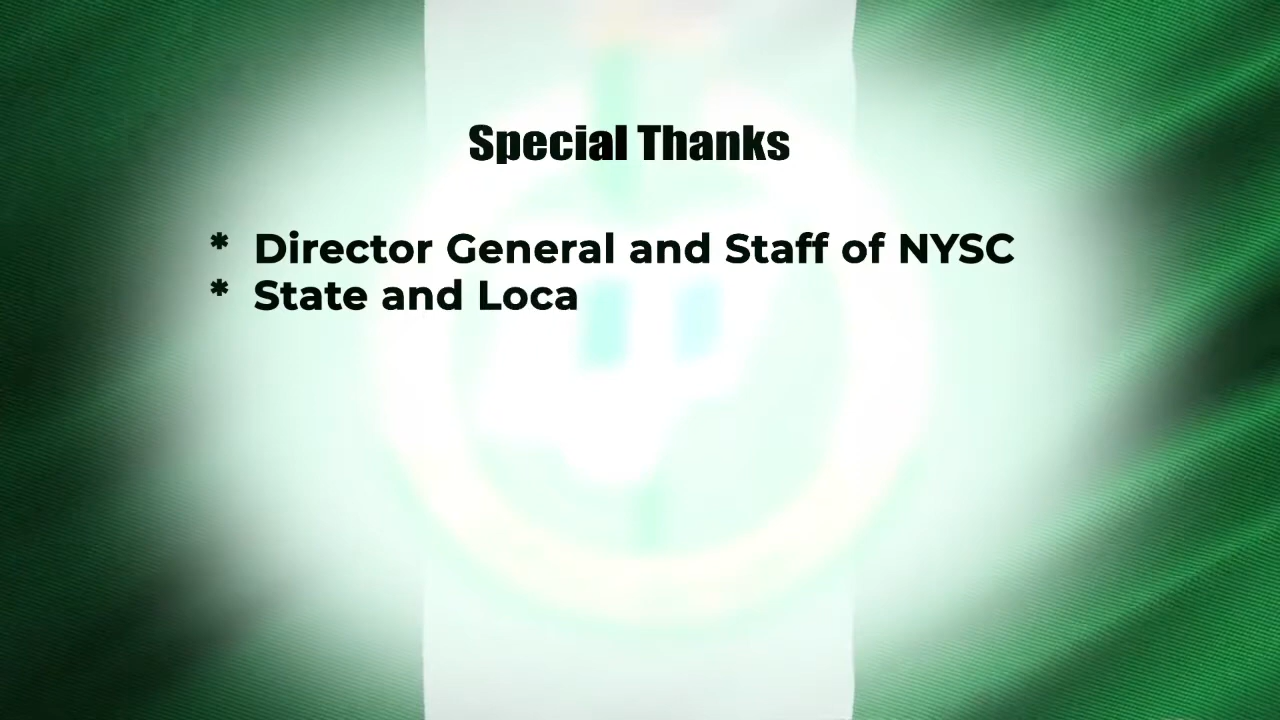 Special Thanks
* Director General and Staff of NYSC
* State and Loca